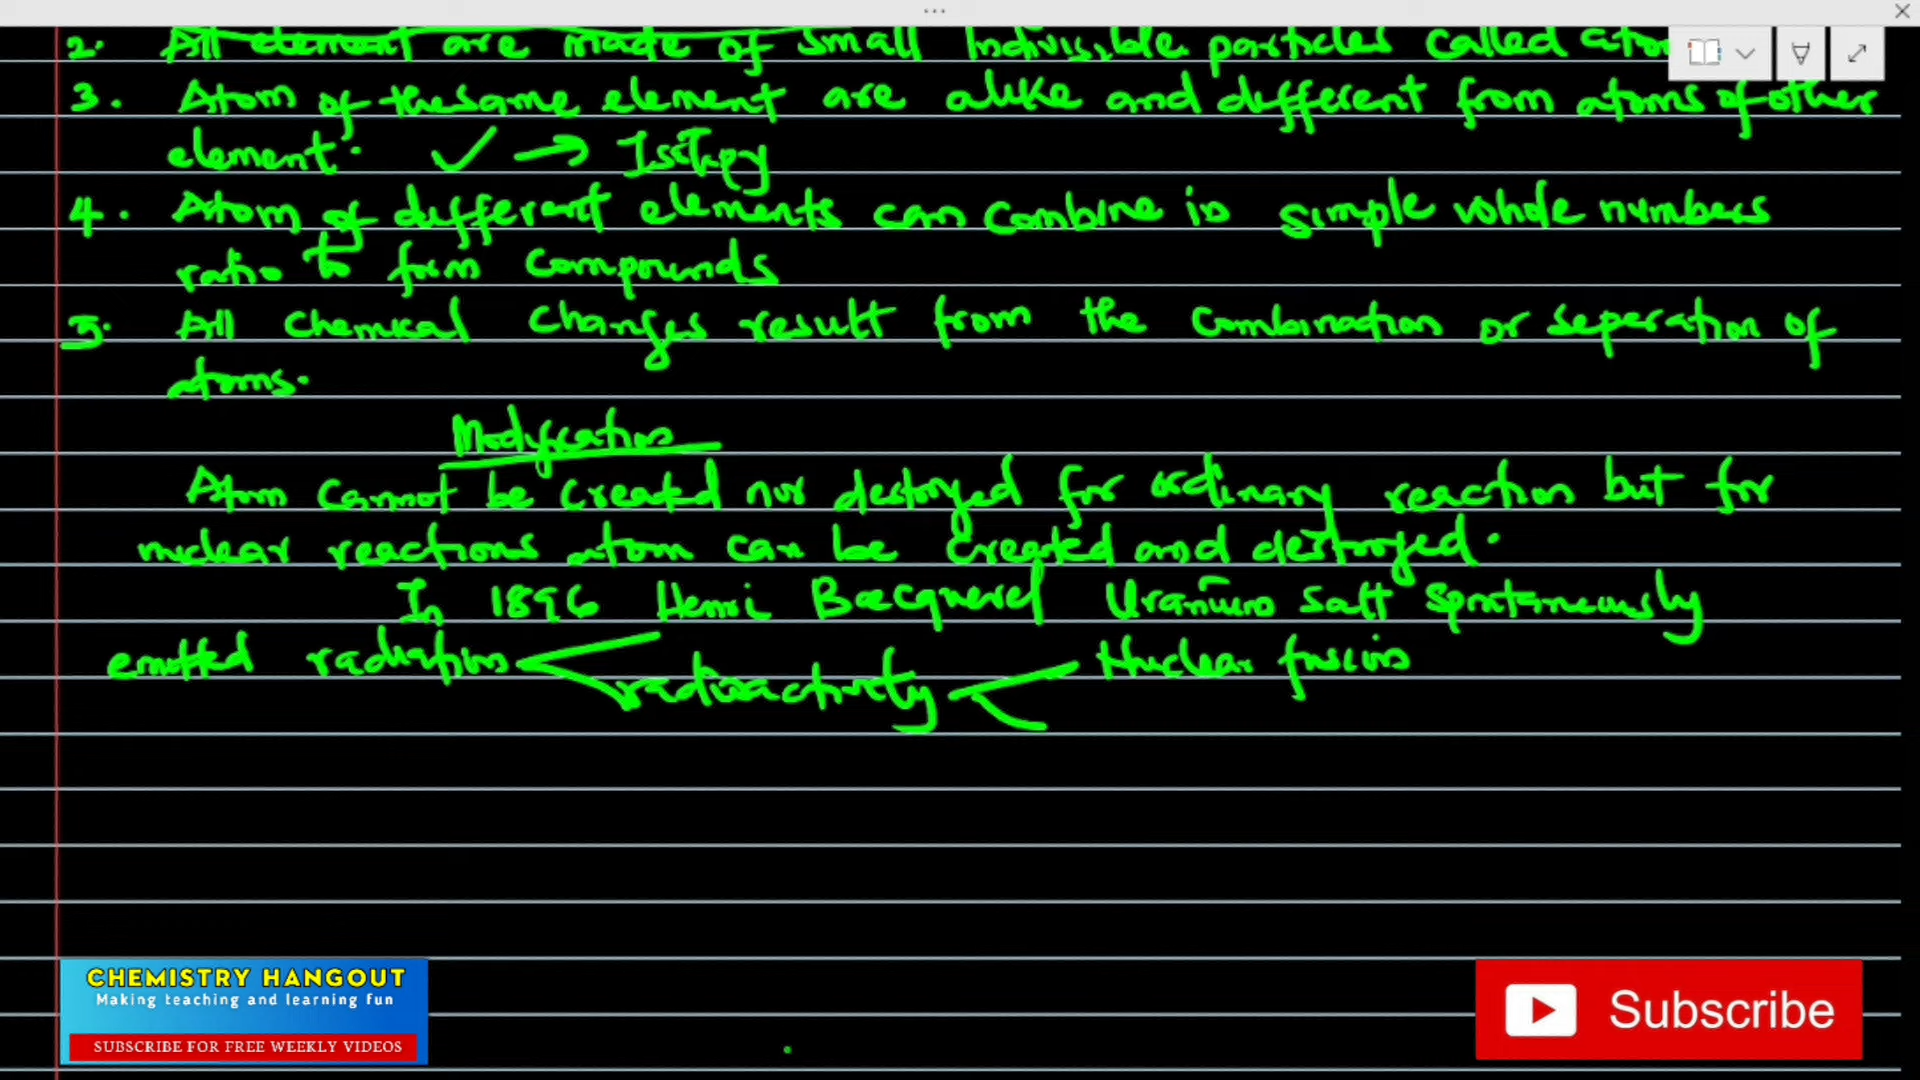 2. All element are made of small Indivisible particles called atom
3. Atom of thesame element are alike and different from atoms of other
element. ✓ → Isotopy
4. Atom of different elements can combine in simple whole numbers
ratio to form compounds
5. All chemical changes result from the combination or seperation of
atoms.
Modification
Atom cannot be created nor destroyed for ordinary reaction but for
nuclear reactions atom can be created and destroyed.
In 1896 Henri Becquerel Uranium salt spontaneously
emitted radiation radioactivity Nuclear fusion
CHEMISTRY HANGOUT
Making teaching and learning fun
SUBSCRIBE FOR FREE WEEKLY VIDEOS
Subscribe